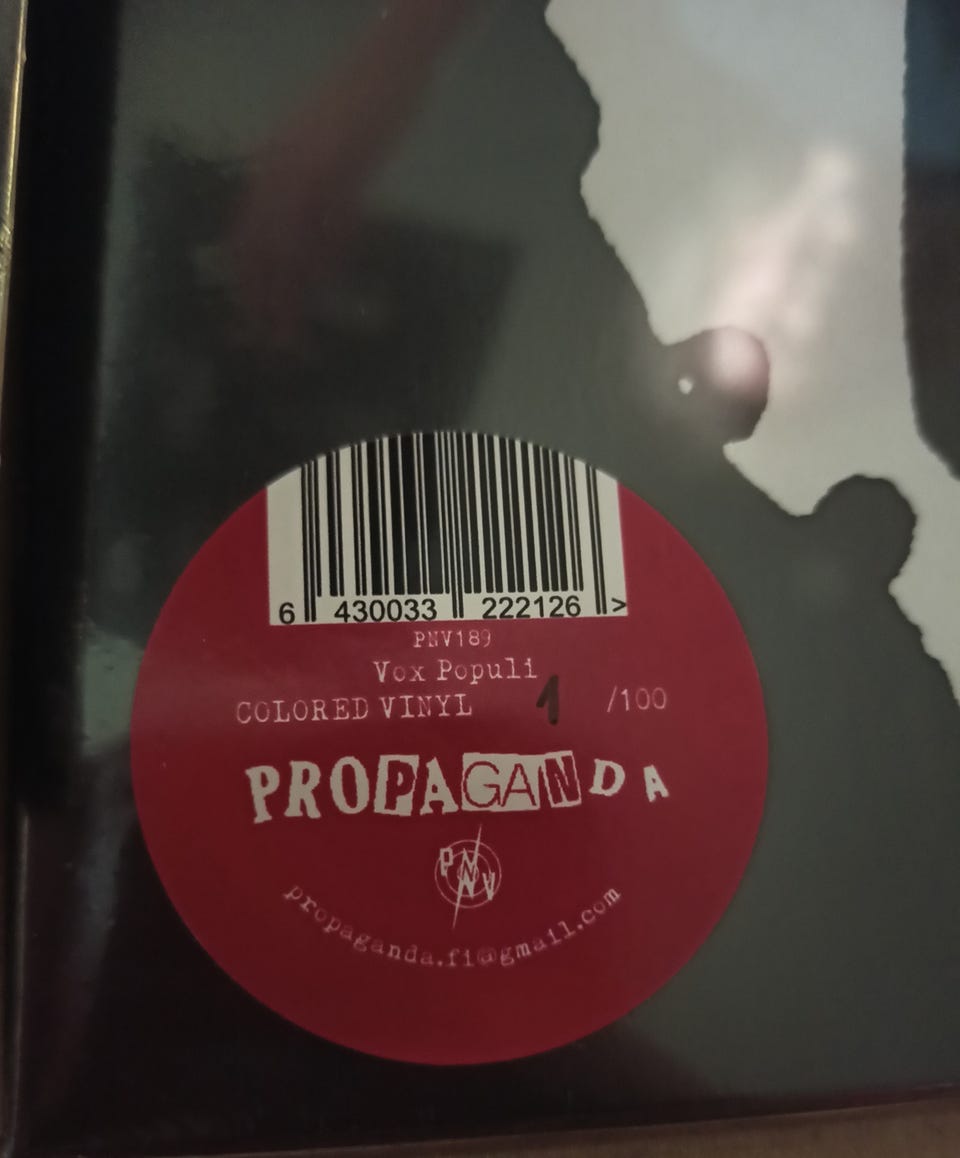 6 430033 222126 >
PNV189
Vox Populi
COLORED VINYL 1 /100
PROPAGANDA
PNV
propaganda.fi@gmail.com